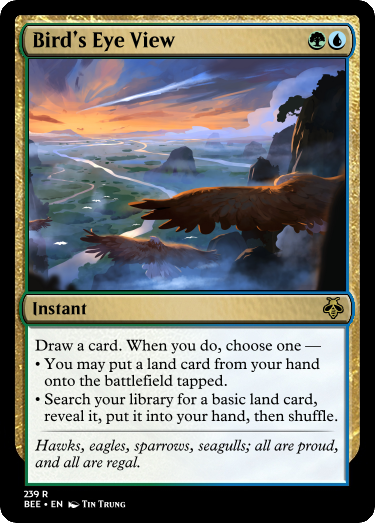 Bird's Eye View
Instant
Draw a card. When you do, choose one —
• You may put a land card from your hand
onto the battlefield tapped.
• Search your library for a basic land card,
reveal it, put it into your hand, then shuffle.
Hawks, eagles, sparrows, seagulls; all are proud,
and all are regal.
239 R
BEE • EN Tin Trung